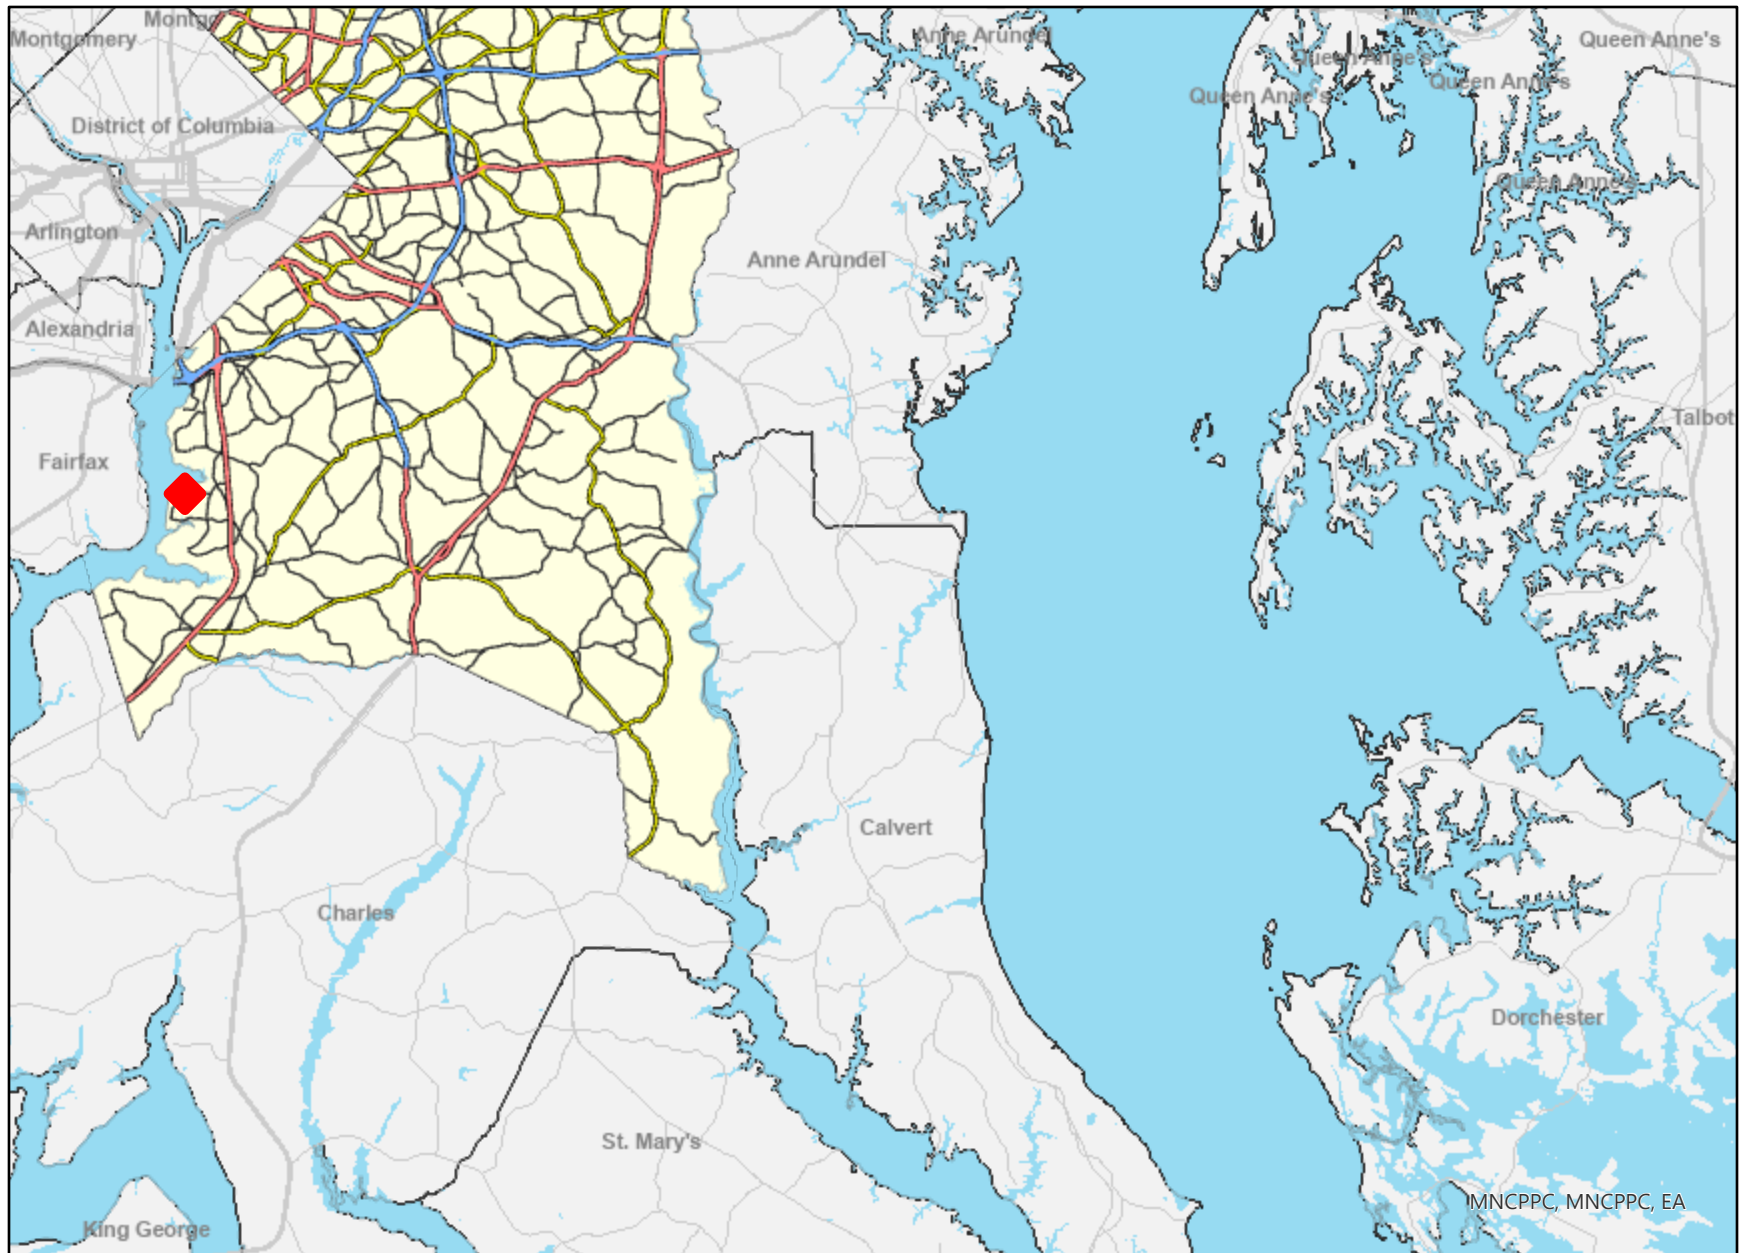 Montgo
Montgomery
Anne Arundel
Queen Anne's
Queen Anne's
Queen Anne's
Queen Anne's
District of Columbia
Queen Anne's
Arlington
Anne Arundel
Alexandria
Talbot
Fairfax
Calvert
Charles
Dorchester
St. Mary's
MNCPPC, MNCPPC, EA
King George